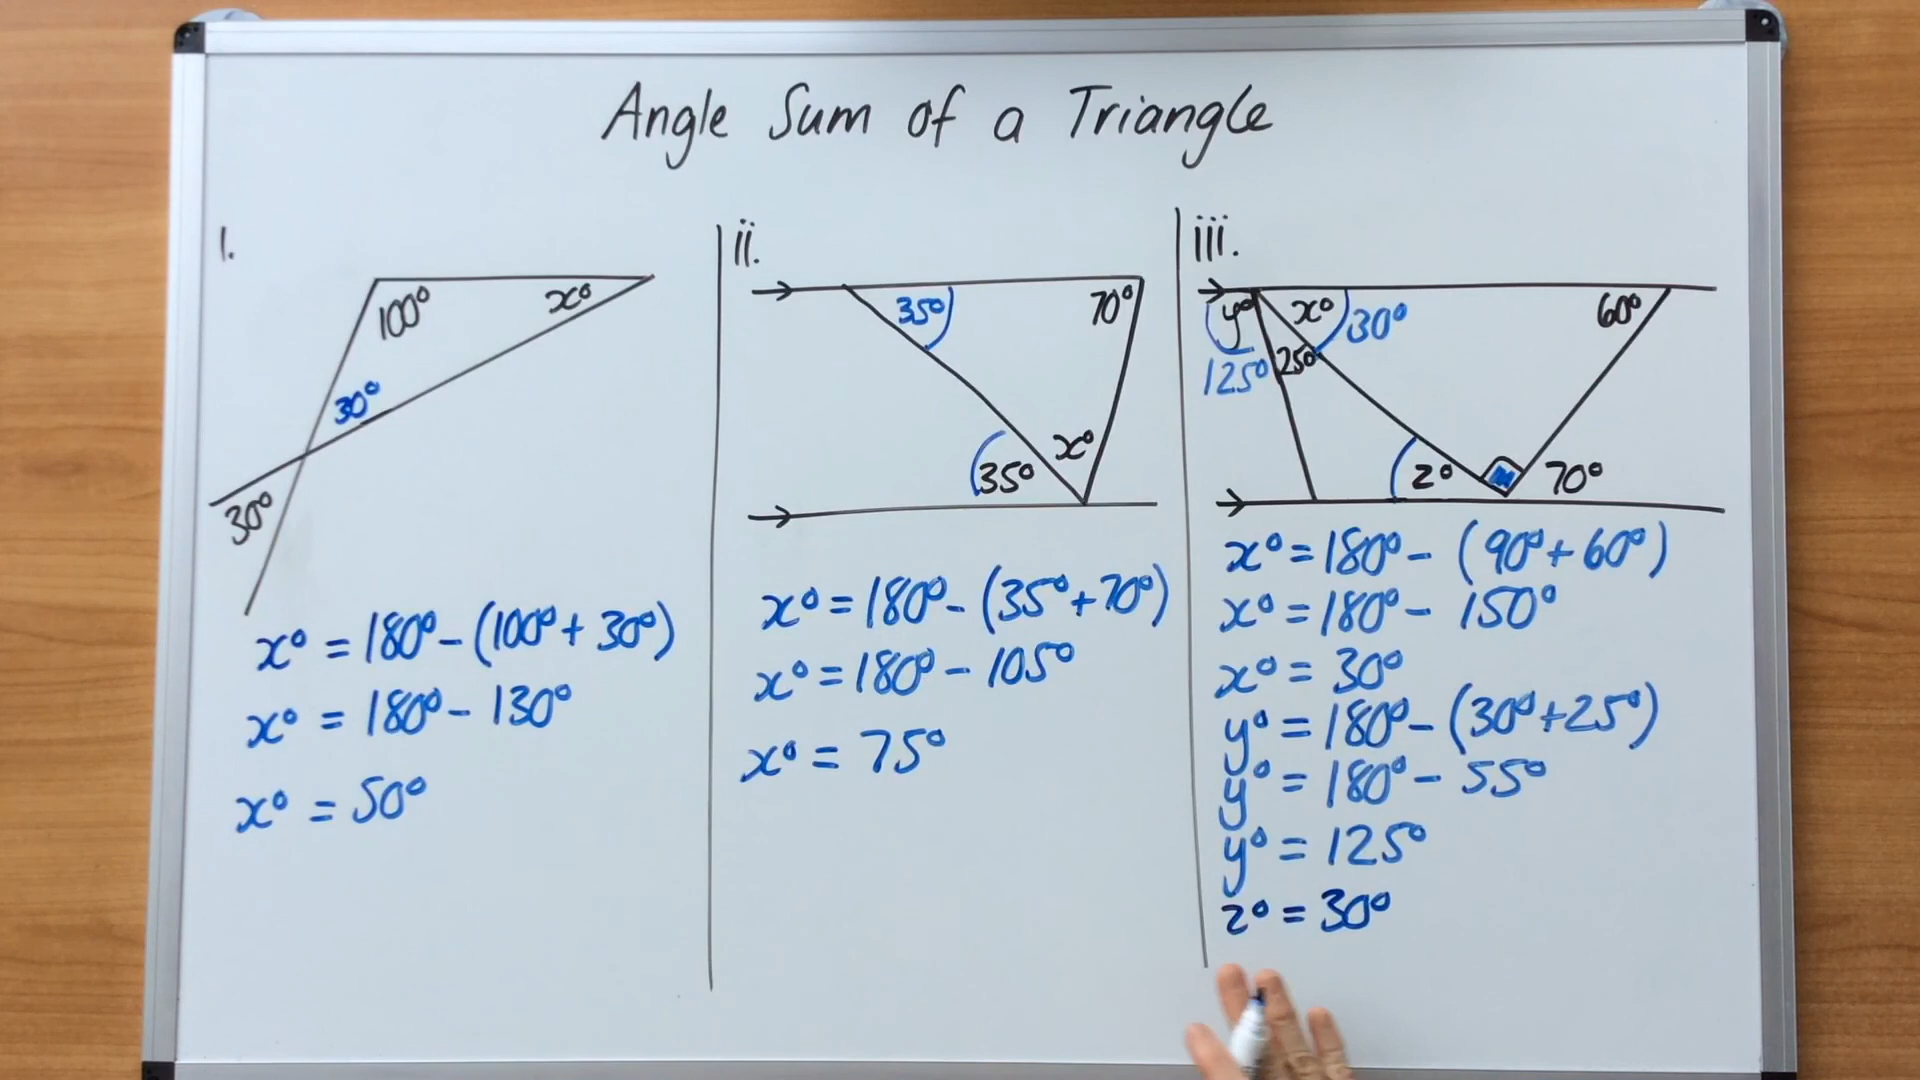 Angle Sum of a Triangle
i.
100°
x°
30°
30°
x° = 180° - (100° + 30°)
x° = 180° - 130°
x° = 50°
ii.
35°
70°
35°
x°
x° = 180° - (35° + 70°)
x° = 180° - 105°
x° = 75°
iii.
y°
x°
30°
60°
125°
25°
z°
70°
x° = 180° - (90° + 60°)
x° = 180° - 150°
x° = 30°
y° = 180° - (30° + 25°)
y° = 180° - 55°
y° = 125°
z° = 30°